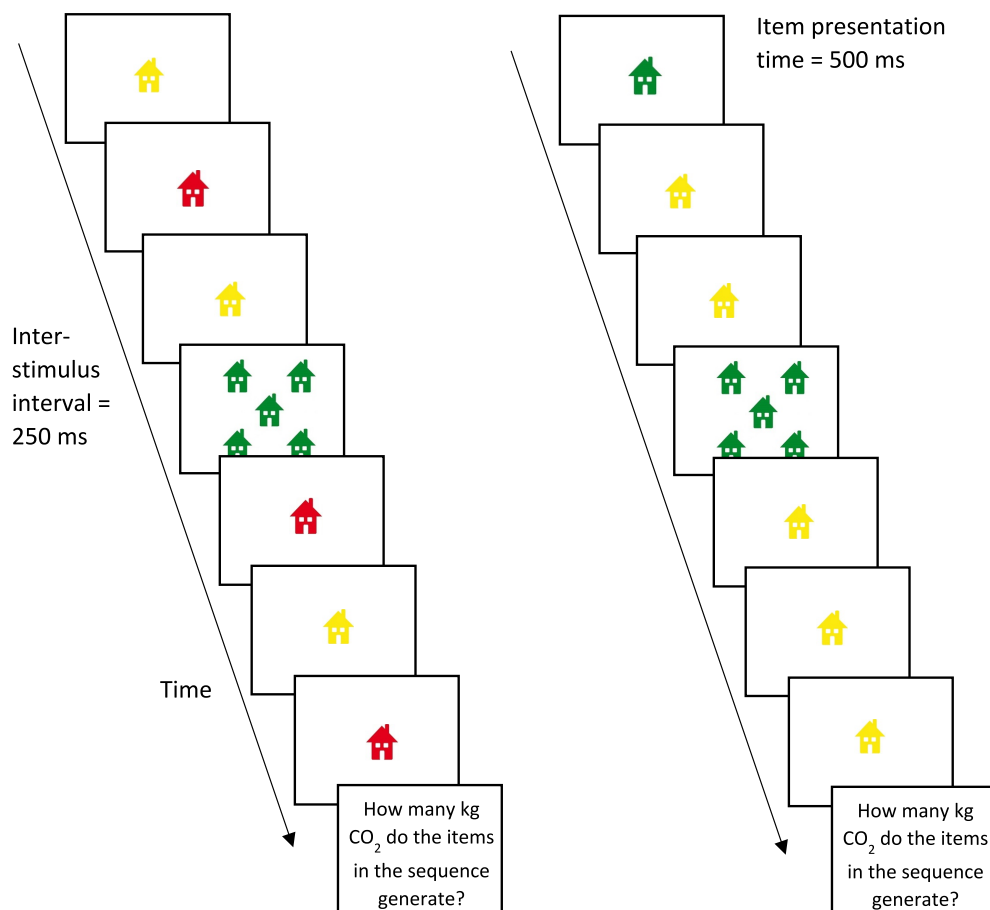 Item presentation
time = 500 ms
Inter-
stimulus
interval =
250 ms
Time
How many kg
CO₂ do the items
in the sequence
generate?
How many kg
CO₂ do the items
in the sequence
generate?